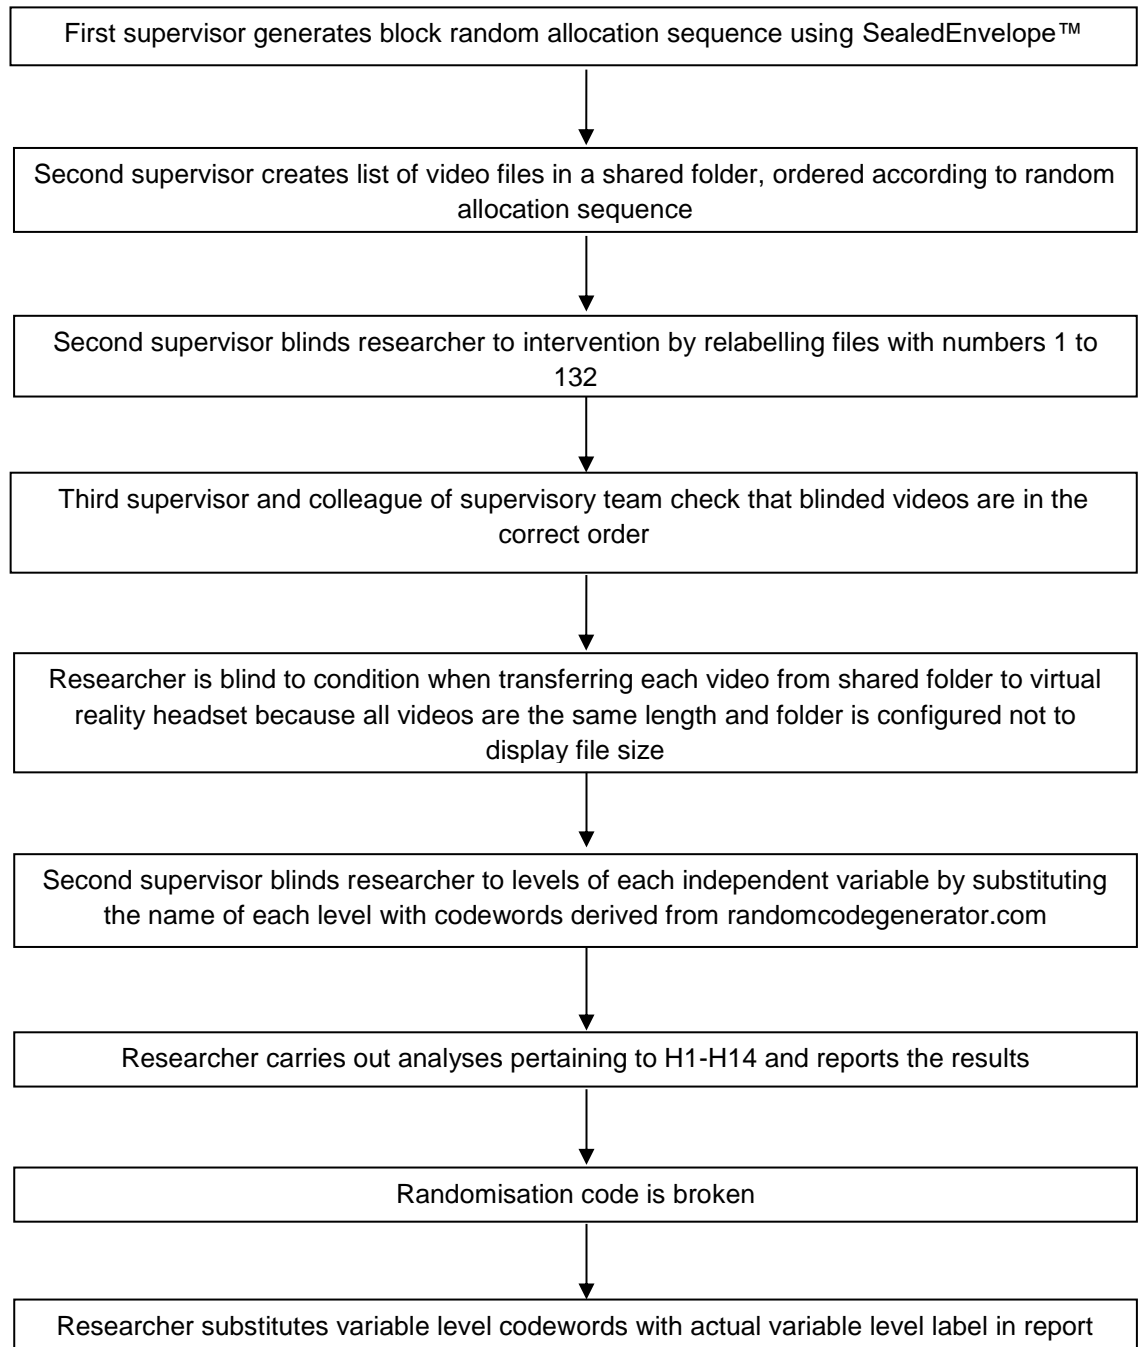 First supervisor generates block random allocation sequence using SealedEnvelope™
Second supervisor creates list of video files in a shared folder, ordered according to random
allocation sequence
Second supervisor blinds researcher to intervention by relabelling files with numbers 1 to
132
Third supervisor and colleague of supervisory team check that blinded videos are in the
correct order
Researcher is blind to condition when transferring each video from shared folder to virtual
reality headset because all videos are the same length and folder is configured not to
display file size
Second supervisor blinds researcher to levels of each independent variable by substituting
the name of each level with codewords derived from randomcodegenerator.com
Researcher carries out analyses pertaining to H1-H14 and reports the results
Randomisation code is broken
Researcher substitutes variable level codewords with actual variable level label in report